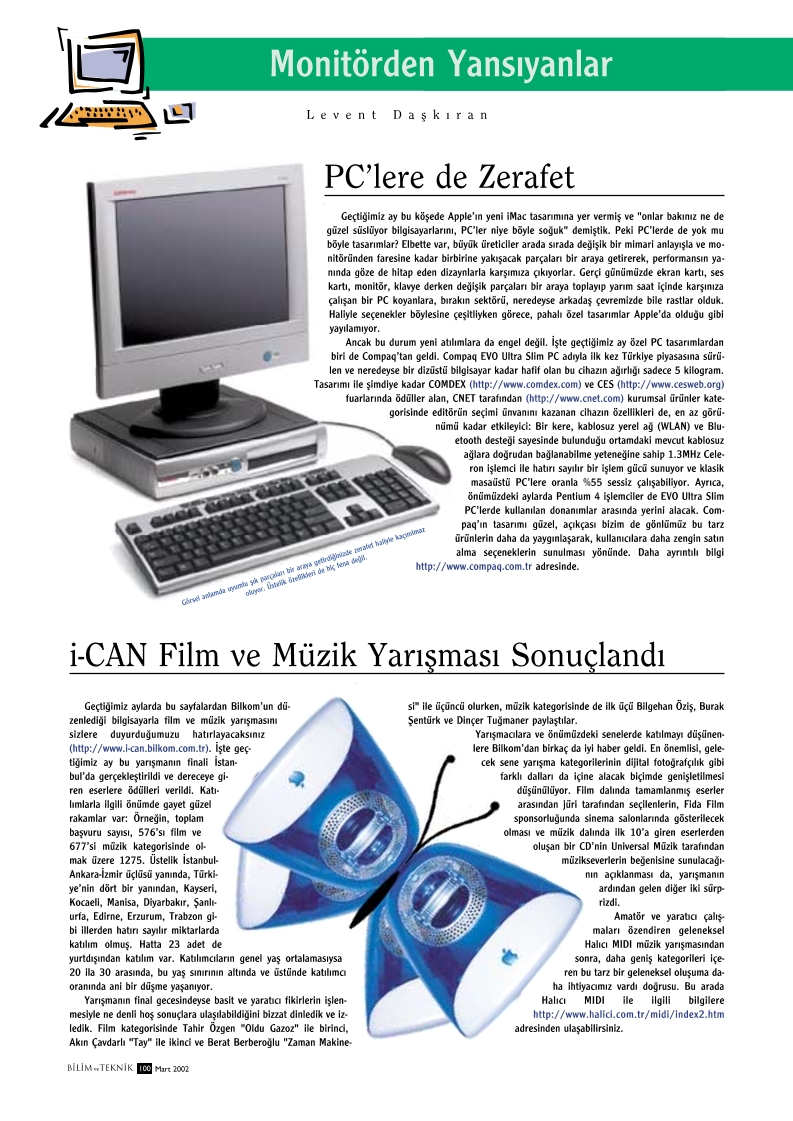 Monitörden Yansıyanlar
Levent Daşkıran
PC'lere de Zerafet
Geçtiğimiz ay bu köşede Apple'ın yeni iMac tasarımına yer vermiş ve "onlar bakınız ne de
güzel süslüyor bilgisayarlarını, PC'ler niye böyle soğuk" demiştik. Peki PC'lerde de yok mu
böyle tasarımlar? Elbette var, büyük üreticiler arada sırada değişik bir mimari anlayışla ve mo-
nitöründen faresine kadar birbirine yakışacak parçaları bir araya getirerek, performansın ya-
nında göze de hitap eden dizaynlarla karşımıza çıkıyorlar. Gerçi günümüzde ekran kartı, ses
kartı, monitör, klavye derken değişik parçaları bir araya toplayıp yarım saat içinde karşınıza
çalışan bir PC koyanlara, bırakın sektörü, neredeyse arkadaş çevremizde bile rastlar olduk.
Haliyle seçenekler böylesine çeşitliyken görece, pahalı özel tasarımlar Apple'da olduğu gibi
yayılamıyor.
Ancak bu durum yeni atılımlara da engel değil. İşte geçtiğimiz ay özel PC tasarımlardan
biri de Compaq'tan geldi. Compaq EVO Ultra Slim PC adıyla ilk kez Türkiye piyasasına sürü-
len ve neredeyse bir dizüstü bilgisayar kadar hafif olan bu cihazın ağırlığı sadece 5 kilogram.
Tasarımı ile şimdiye kadar COMDEX (http://www.comdex.com) ve CES (http://www.cesweb.org)
fuarlarında ödüller alan, CNET tarafından (http://www.cnet.com) kurumsal ürünler kate-
gorisinde editörün seçimi ünvanını kazanan cihazın özellikleri de, en az görü-
nümü kadar etkileyici: Bir kere, kablosuz yerel ağ (WLAN) ve Blu-
etooth desteği sayesinde bulunduğu ortamdaki mevcut kablosuz
ağlara doğrudan bağlanabilme yeteneğine sahip 1.3MHz Cele-
ron işlemci ile hatırı sayılır bir işlem gücü sunuyor ve klasik
masaüstü PC'lere oranla %55 sessiz çalışabiliyor. Ayrıca,
önümüzdeki aylarda Pentium 4 işlemciler de EVO Ultra Slim
PC'lerde kullanılan donanımlar arasında yerini alacak. Com-
paq'ın tasarımı güzel, açıkçası bizim de gönlümüz bu tarz
ürünlerin daha da yaygınlaşarak, kullanıcılara daha zengin satın
alma seçeneklerin sunulması yönünde. Daha ayrıntılı bilgi
http://www.compaq.com.tr adresinde.
Görsel anlamda uyumlu şık parçaları bir araya getirdiğinizde zerafet haliyle kaçınılmaz
oluyor. Üstelik özellikleri de hiç fena değil.
i-CAN Film ve Müzik Yarışması Sonuçlandı
Geçtiğimiz aylarda bu sayfalardan Bilkom'un dü-
zenlediği bilgisayarla film ve müzik yarışmasını
sizlere duyurduğumuzu hatırlayacaksınız
(http://www.i-can.bilkom.com.tr). İşte geç-
tiğimiz ay bu yarışmanın finali İstan-
bul'da gerçekleştirildi ve dereceye gi-
ren eserlere ödülleri verildi. Katı-
lımlarla ilgili önümde gayet güzel
rakamlar var: Örneğin, toplam
başvuru sayısı, 576'sı film ve
677'si müzik kategorisinde ol-
mak üzere 1275. Üstelik İstanbul-
Ankara-İzmir üçlüsü yanında, Türki-
ye'nin dört bir yanından, Kayseri,
Kocaeli, Manisa, Diyarbakır, Şanlı-
urfa, Edirne, Erzurum, Trabzon gi-
bi illerden hatırı sayılır miktarlarda
katılım olmuş. Hatta 23 adet de
yurtdışından katılım var. Katılımcıların genel yaş ortalamasıysa
20 ila 30 arasında, bu yaş sınırının altında ve üstünde katılımcı
oranında ani bir düşme yaşanıyor.
Yarışmanın final gecesindeyse basit ve yaratıcı fikirlerin işlen-
mesiyle ne denli hoş sonuçlara ulaşılabildiğini bizzat dinledik ve iz-
ledik. Film kategorisinde Tahir Özgen "Oldu Gazoz" ile birinci,
Akın Çavdarlı "Tay" ile ikinci ve Berat Berberoğlu "Zaman Makine-
si" ile üçüncü olurken, müzik kategorisinde de ilk üçü Bilgehan Öziş, Burak
Şentürk ve Dinçer Tuğmaner paylaştılar.
Yarışmacılara ve önümüzdeki senelerde katılmayı düşünen-
lere Bilkom'dan birkaç da iyi haber geldi. En önemlisi, gele-
cek sene yarışma kategorilerinin dijital fotoğrafçılık gibi
farklı dalları da içine alacak biçimde genişletilmesi
düşünülüyor. Film dalında tamamlanmış eserler
arasından jüri tarafından seçilenlerin, Fida Film
sponsorluğunda sinema salonlarında gösterilecek
olması ve müzik dalında ilk 10'a giren eserlerden
oluşan bir CD'nin Universal Müzik tarafından
müzikseverlerin beğenisine sunulacağı-
nın açıklanması da, yarışmanın
ardından gelen diğer iki sürp-
rizdi.
Amatör ve yaratıcı çalış-
maları özendiren geleneksel
Halıcı MIDI müzik yarışmasından
sonra, daha geniş kategorileri içe-
ren bu tarz bir geleneksel oluşuma da-
ha ihtiyacımız vardı doğrusu. Bu arada
Halıcı MIDI ile ilgili bilgilere
http://www.halici.com.tr/midi/index2.htm
adresinden ulaşabilirsiniz.
BİLİM ve TEKNİK 100 Mart 2002